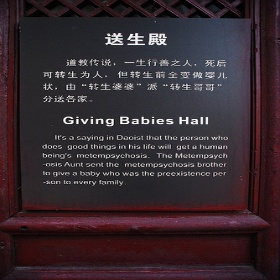 送生殿
道教传说，一生行善之人，死后
可转生为人，但转生前全变做婴儿
状，由“转生婆婆”派“转生哥哥”
分送各家。
Giving Babies Hall
It's a saying in Daoist that the person who
does good things in his life will get a human
being's metempsychosis. The Metempsych
-osis Aunt sent the metempsychosis brother
to give a baby who was the preexistence per
-son to every family.